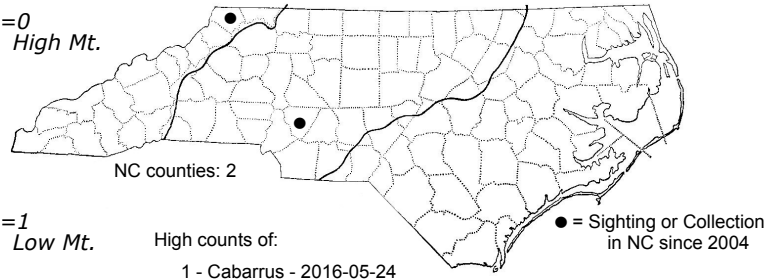 =0
High Mt.
NC counties: 2
=1
Low Mt.
High counts of:
1 - Cabarrus - 2016-05-24
● = Sighting or Collection
in NC since 2004